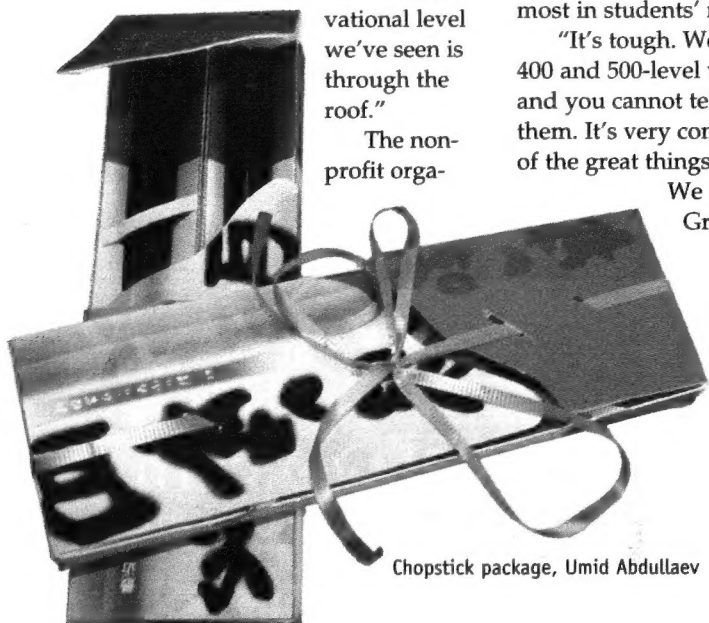 vational level
we've seen is
through the
roof."
The non-
profit orga-
most in students'
"It's tough. We
400 and 500-level
and you cannot tel
them. It's very con
of the great things
We
Gr
Chopstick package, Umid Abdullaev